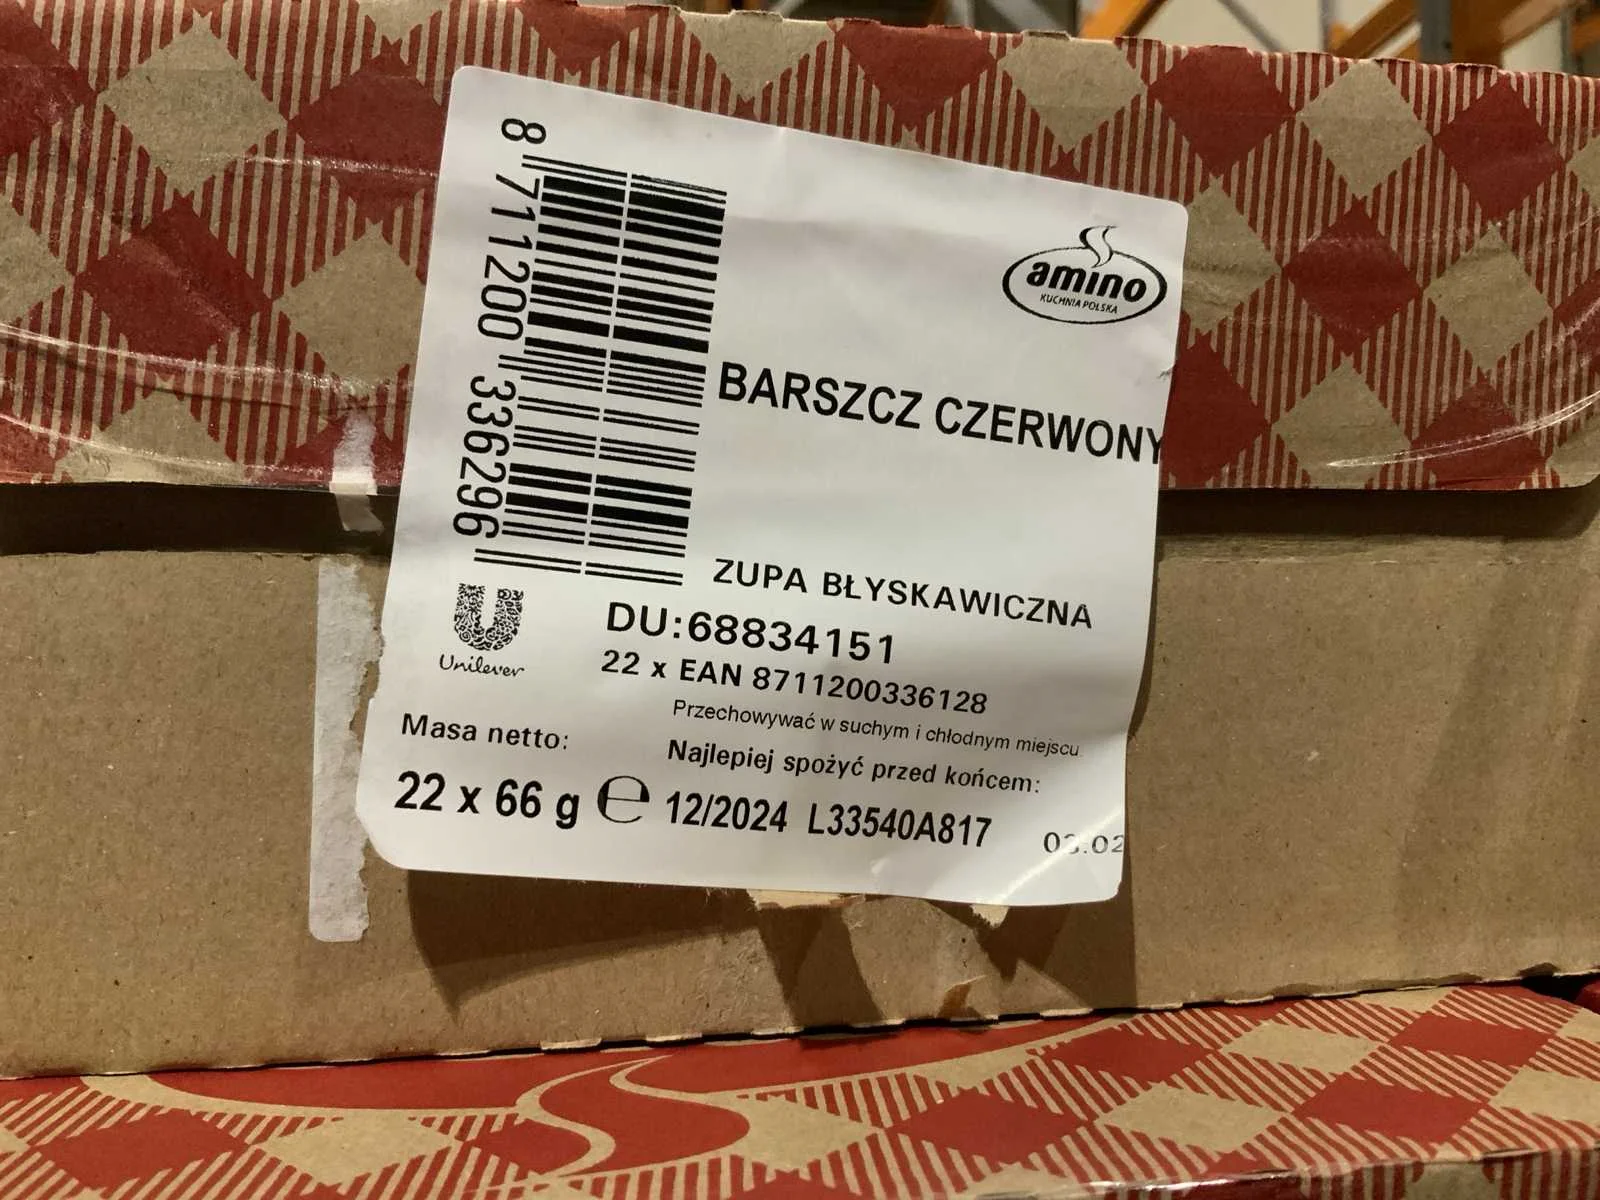 8 711200 336296
amino
KUCHNIA POLSKA
BARSZCZ CZERWONY
ZUPA BŁYSKAWICZNA
DU:68834151
22 x EAN 8711200336128
Unilever
Przechowywać w suchym i chłodnym miejscu
Masa netto:
Najlepiej spożyć przed końcem:
22 x 66 g ℮ 12/2024 L33540A817